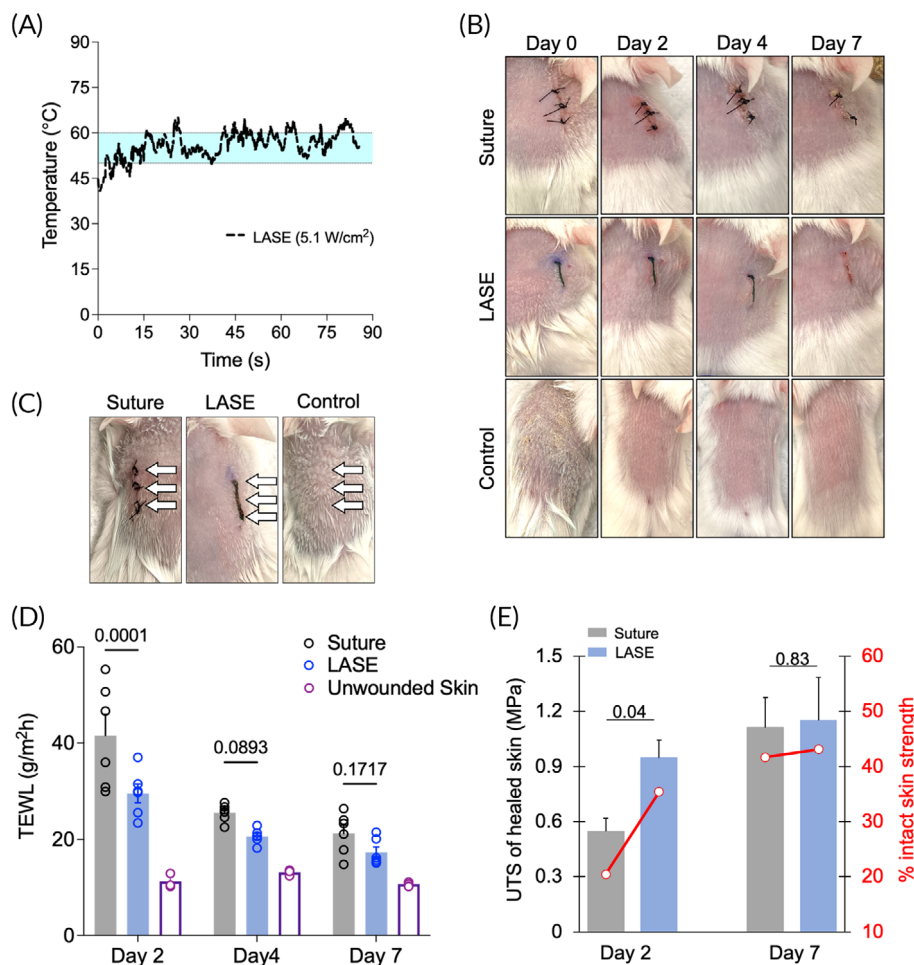 (A)
90
75
60
45
30
15
0
Temperature (°C)
LASE (5.1 W/cm²)
0 15 30 45 60 75 90
Time (s)
(B)
Day 0 Day 2 Day 4 Day 7
Suture
LASE
Control
(C)
Suture LASE Control
(D)
60
40
20
0
TEWL (g/m²h)
0.0001
0.0893
0.1717
Suture
LASE
Unwounded Skin
Day 2 Day4 Day 7
(E)
Suture
LASE
1.5
1.2
0.9
0.6
0.3
0.0
UTS of healed skin (MPa)
0.04
0.83
60
50
40
30
20
10
% intact skin strength
Day 2 Day 7